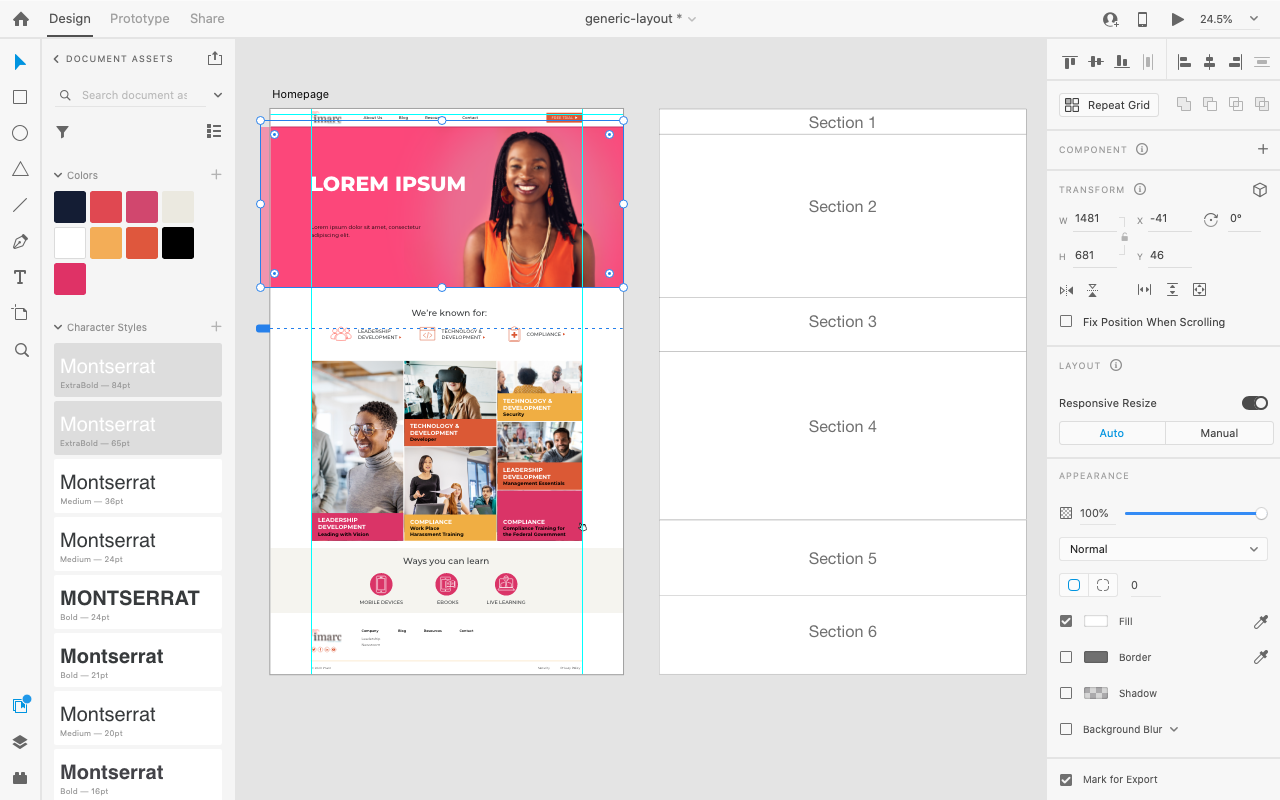 Design
Prototype
Share
generic-layout *
24.5%
DOCUMENT ASSETS
Search document as
Colors
Character Styles
Montserrat
ExtraBold — 84pt
Montserrat
ExtraBold — 65pt
Montserrat
Medium — 36pt
Montserrat
Medium — 24pt
MONTSERRAT
Bold — 24pt
Montserrat
Bold — 21pt
Montserrat
Medium — 20pt
Montserrat
Bold — 16pt
Homepage
imarc
About Us
Blog
Contact
LOREM IPSUM
Lorem ipsum dolor sit amet, consectetur
adipiscing elit
We're known for:
LEADERSHIP
DEVELOPMENT
TECHNOLOGY &
DEVELOPMENT
COMPLIANCE
TECHNOLOGY &
DEVELOPMENT
Security
TECHNOLOGY &
DEVELOPMENT
Developer
LEADERSHIP
DEVELOPMENT
Management Essentials
LEADERSHIP
DEVELOPMENT
Leading with Vision
COMPLIANCE
Work Place
Harassment Training
COMPLIANCE
Compliance Training for
the Federal Government
Ways you can learn
MOBILE DEVICES
EBOOKS
LIVE LEARNING
imarc
Company
Blog
Resources
Contact
Leadership
Section 1
Section 2
Section 3
Section 4
Section 5
Section 6
Repeat Grid
COMPONENT
TRANSFORM
W 1481
X -41
0°
H 681
Y 46
Fix Position When Scrolling
LAYOUT
Responsive Resize
Auto
Manual
APPEARANCE
100%
Normal
0
Fill
Border
Shadow
Background Blur
Mark for Export